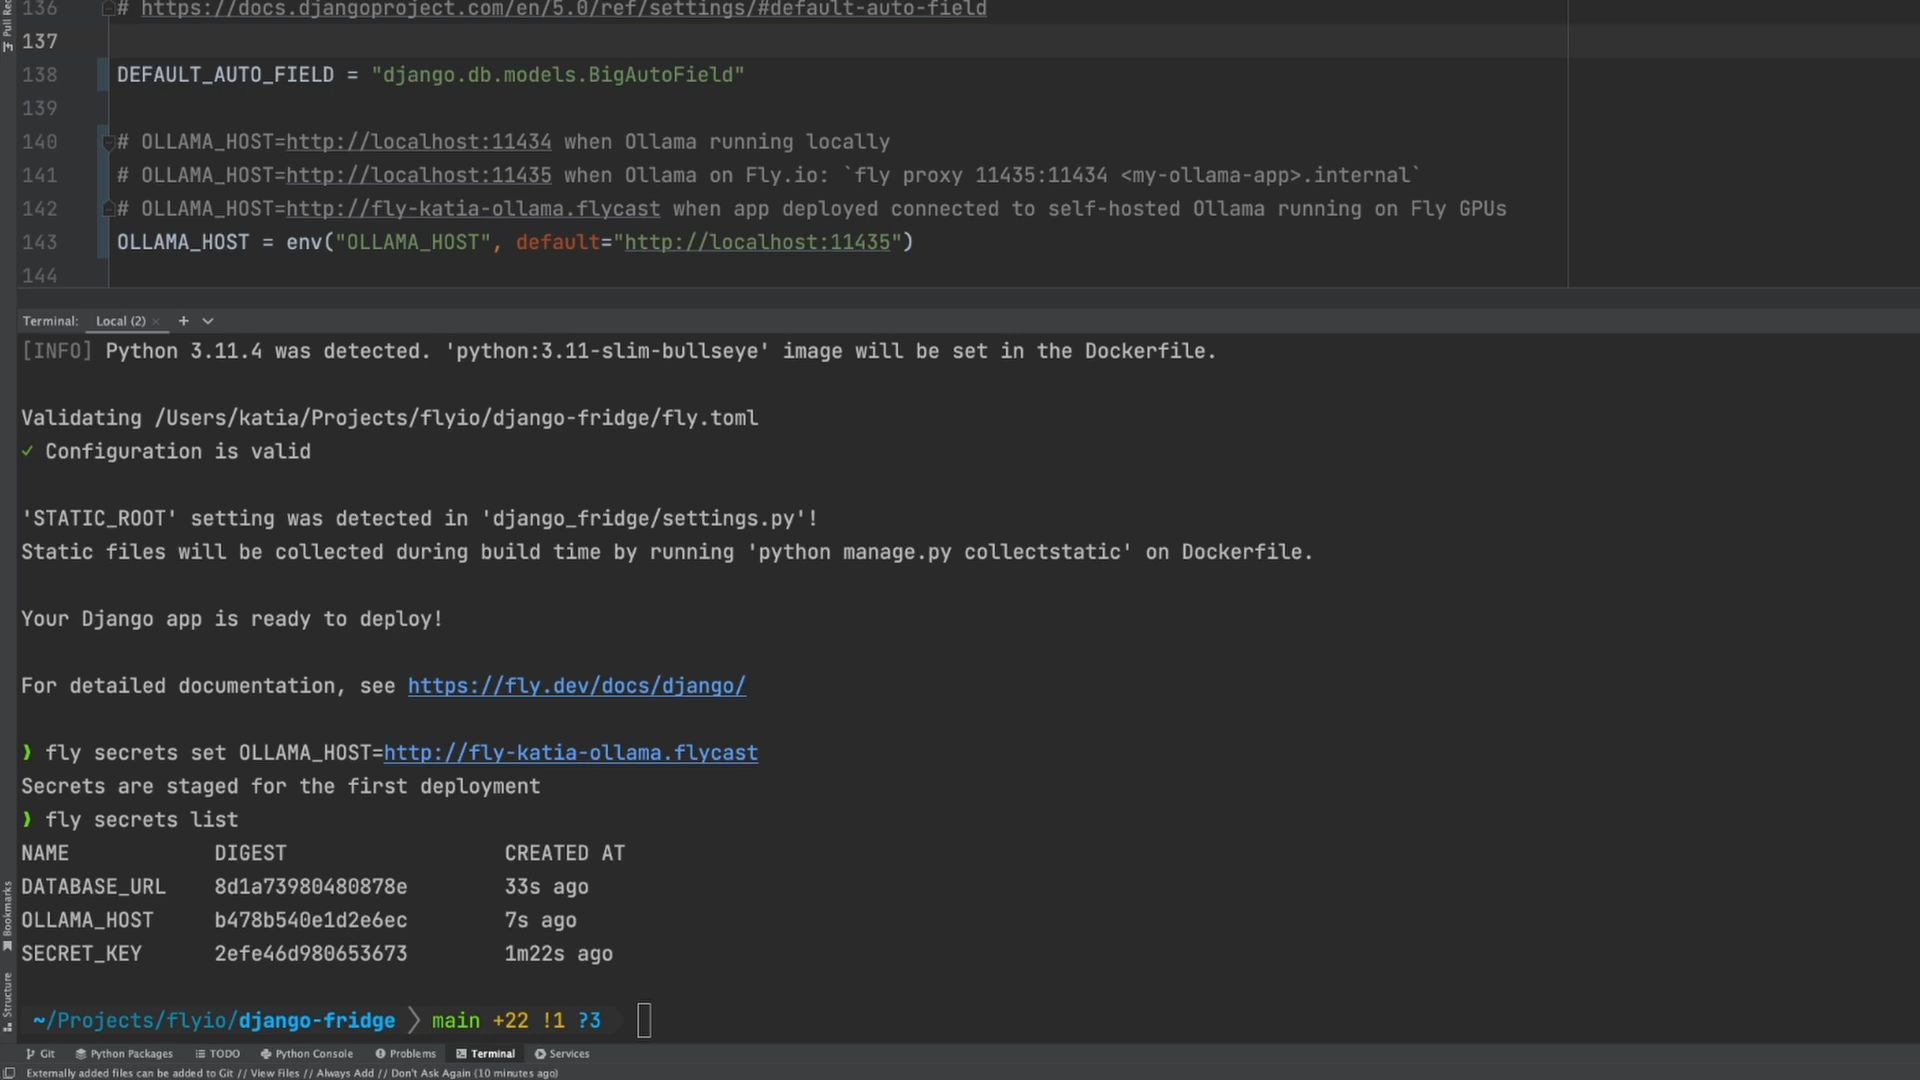 Pull Re
136 # https://docs.djangoproject.com/en/5.0/ref/settings/#default-auto-field
137
138 DEFAULT_AUTO_FIELD = "django.db.models.BigAutoField"
139
140 # OLLAMA_HOST=http://localhost:11434 when Ollama running locally
141 # OLLAMA_HOST=http://localhost:11435 when Ollama on Fly.io: `fly proxy 11435:11434 <my-ollama-app>.internal`
142 # OLLAMA_HOST=http://fly-katia-ollama.flycast when app deployed connected to self-hosted Ollama running on Fly GPUs
143 OLLAMA_HOST = env("OLLAMA_HOST", default="http://localhost:11435")
144
Terminal: Local (2) × +
[INFO] Python 3.11.4 was detected. 'python:3.11-slim-bullseye' image will be set in the Dockerfile.
Validating /Users/katia/Projects/flyio/django-fridge/fly.toml
✓ Configuration is valid
'STATIC_ROOT' setting was detected in 'django_fridge/settings.py'!
Static files will be collected during build time by running 'python manage.py collectstatic' on Dockerfile.
Your Django app is ready to deploy!
For detailed documentation, see https://fly.dev/docs/django/
❯ fly secrets set OLLAMA_HOST=http://fly-katia-ollama.flycast
Secrets are staged for the first deployment
❯ fly secrets list
NAME DIGEST CREATED AT
DATABASE_URL 8d1a73980480878e 33s ago
OLLAMA_HOST b478b540e1d2e6ec 7s ago
SECRET_KEY 2efe46d980653673 1m22s ago
Bookmarks
Structure
~/Projects/flyio/django-fridge main +22 !1 ?3
Git Python Packages TODO Python Console Problems Terminal Services
Externally added files can be added to Git // View Files // Always Add // Don't Ask Again (10 minutes ago)